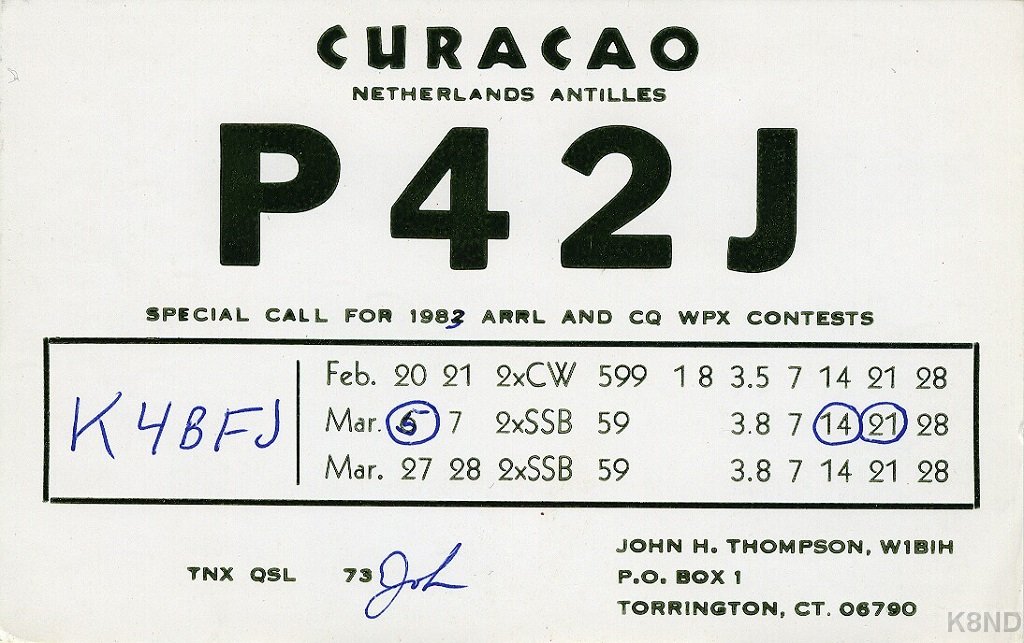 CURACAO
NETHERLANDS ANTILLES
P42J
SPECIAL CALL FOR 1983 ARRL AND CQ WPX CONTESTS
K4BFJ
Feb. 20 21 2xCW 599 1 8 3.5 7 14 21 28
Mar. 5 7 2xSSB 59 3.8 7 14 21 28
Mar. 27 28 2xSSB 59 3.8 7 14 21 28
TNX QSL 73 John
JOHN H. THOMPSON, W1BIH
P.O. BOX 1
TORRINGTON, CT. 06790
K8ND